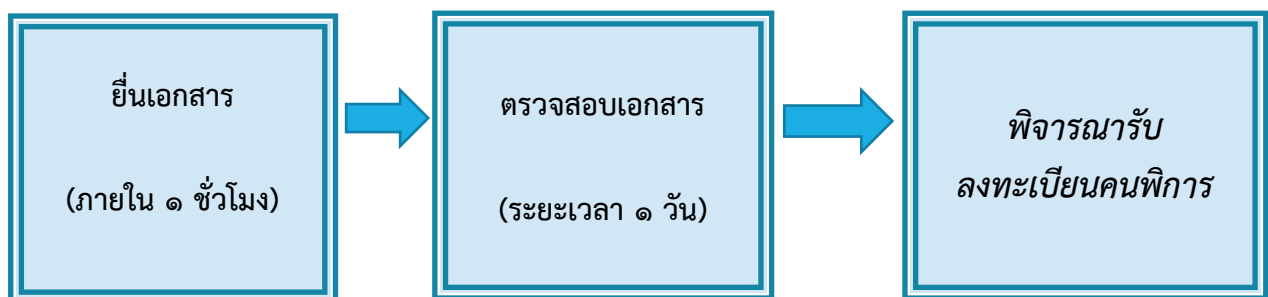 ยื่นเอกสาร
(ภายใน ๑ ชั่วโมง)
ตรวจสอบเอกสาร
(ระยะเวลา ๑ วัน)
พิจารณารับ
ลงทะเบียนคนพิการ